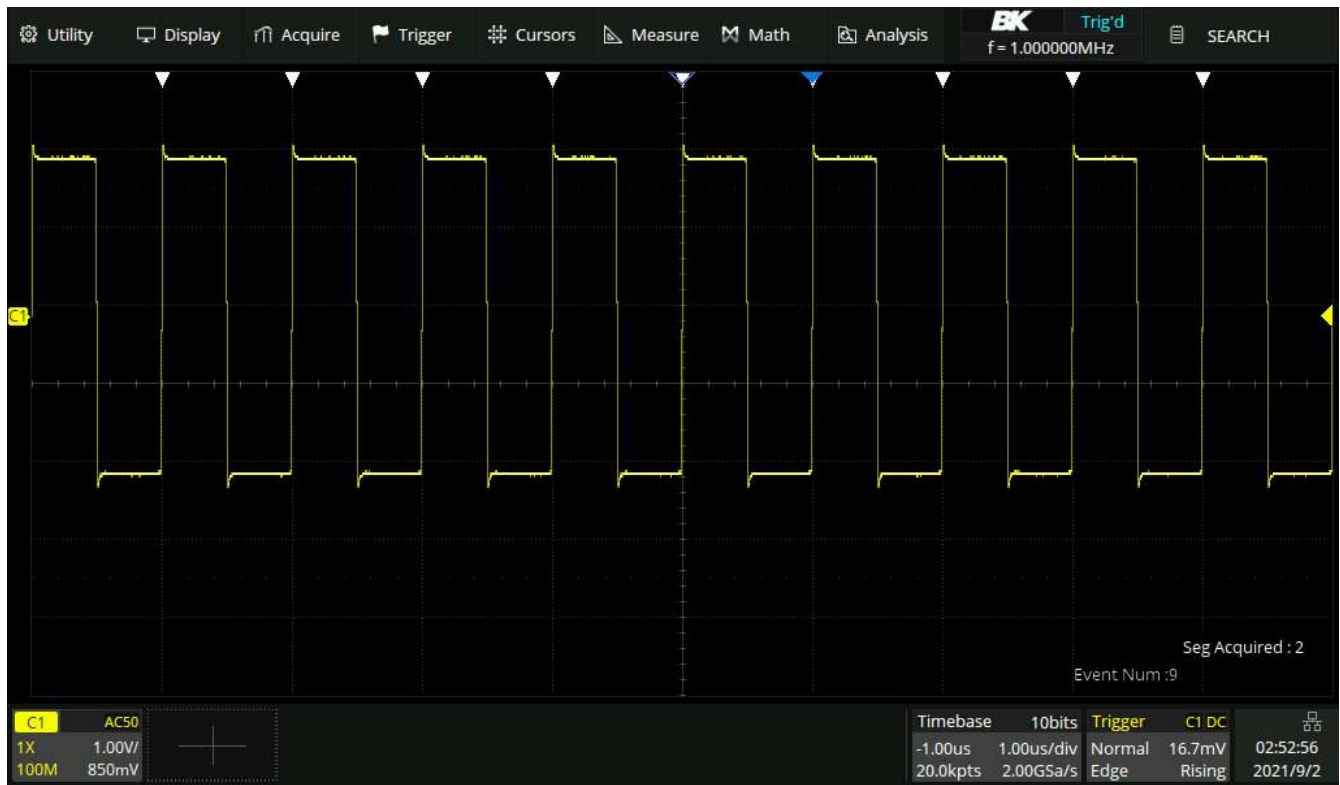 Utility Display Acquire Trigger Cursors Measure Math Analysis BK Trig'd SEARCH
f = 1.000000MHz
C1
Seg Acquired : 2
Event Num :9
C1 AC50
1X 1.00V/
100M 850mV
Timebase 10bits
-1.00us 1.00us/div
20.0kpts 2.00GSa/s
Trigger C1 DC
Normal 16.7mV
Edge Rising
02:52:56
2021/9/2